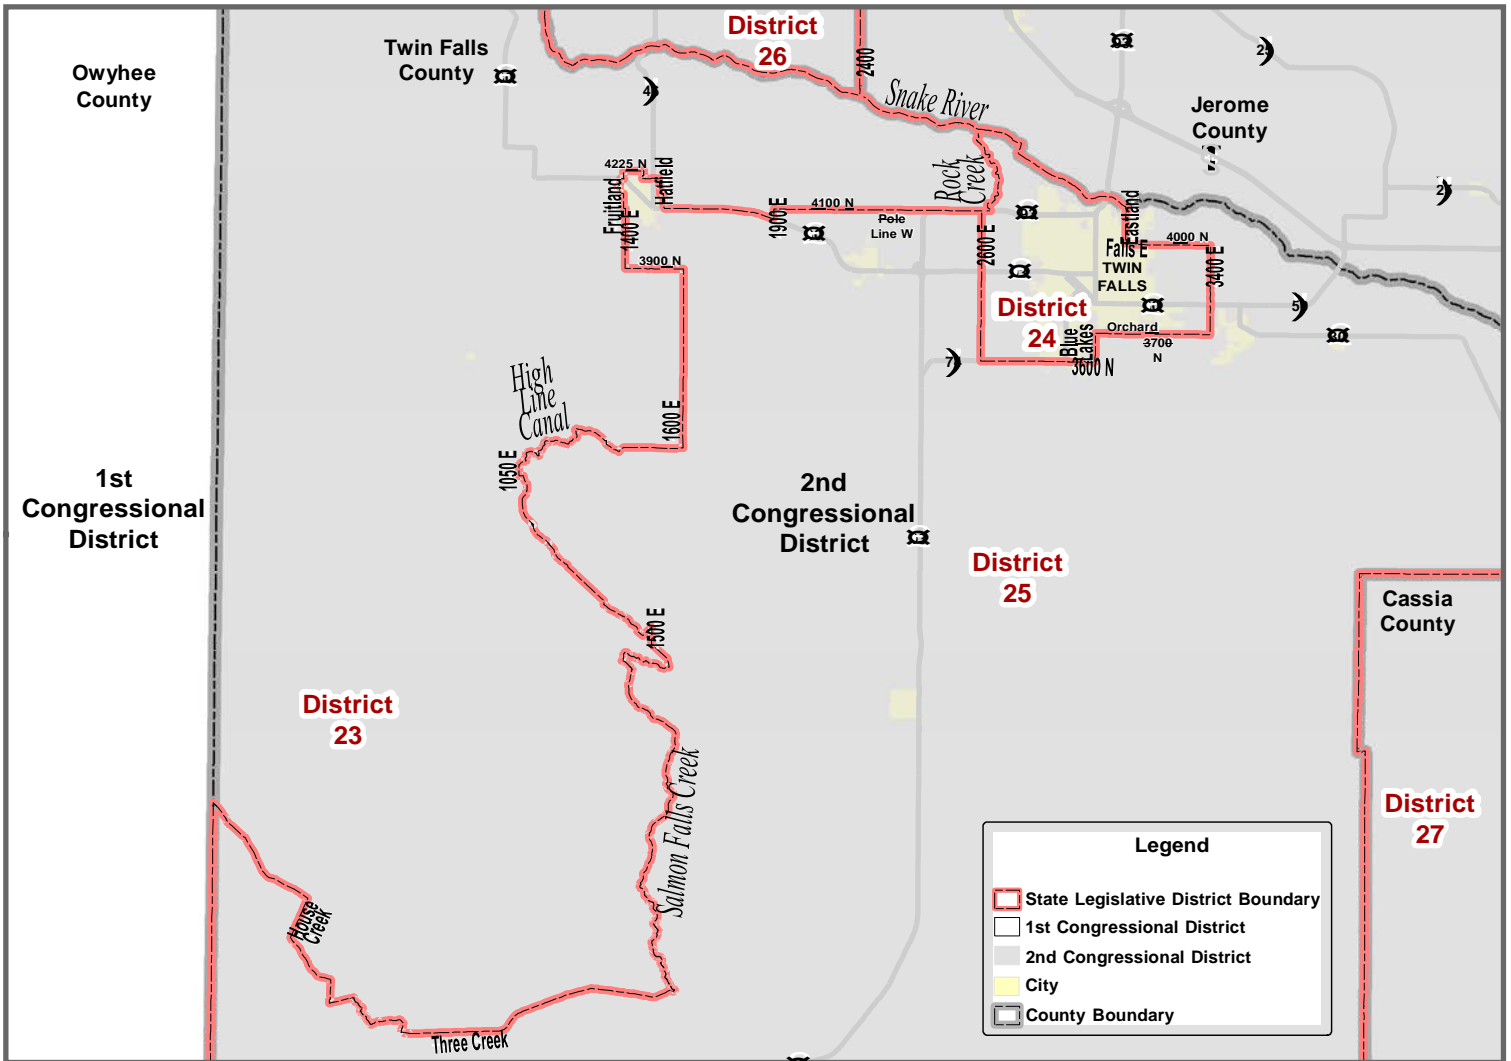 District
26
Twin Falls
County
Owyhee
County
2400
Snake River
Jerome
County
25
4225 N
Hatfield
Fruitland
1400 E
Rock
Creek
4100 N
1900 E
Pole
Line W
2600 E
Eastland
4000 N
Falls E
3400 E
TWIN
FALLS
3900 N
District
24
Blue
Lakes
Orchard
3700
N
3600 N
High
Line
Canal
1600 E
1050 E
1st
Congressional
District
2nd
Congressional
District
District
25
Cassia
County
1500 E
District
23
Salmon Falls Creek
District
27
House
Creek
Three Creek
Legend
State Legislative District Boundary
1st Congressional District
2nd Congressional District
City
County Boundary